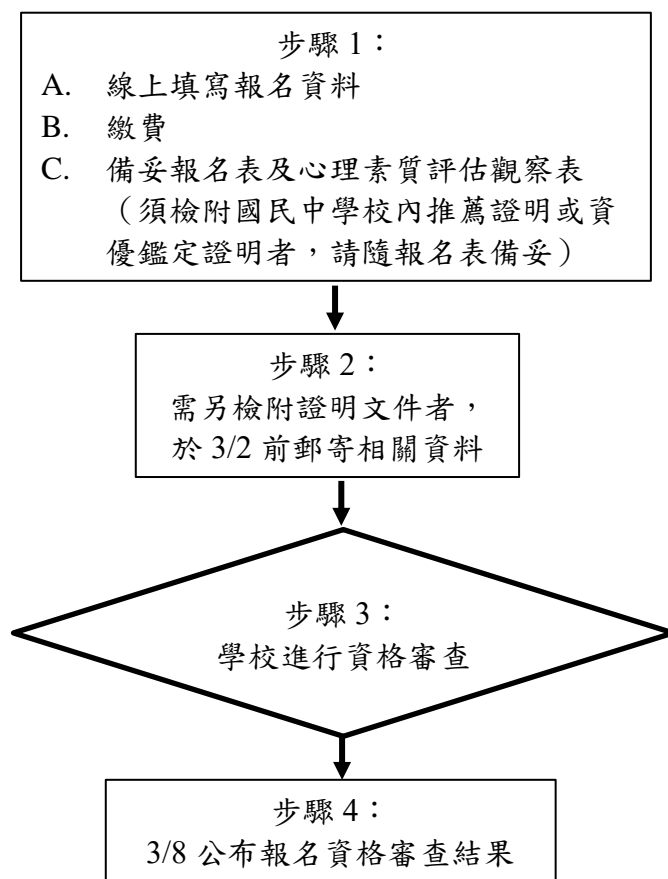 步驟 1：
A. 線上填寫報名資料
B. 繳費
C. 備妥報名表及心理素質評估觀察表
（須檢附國民中學校內推薦證明或資
優鑑定證明者，請隨報名表備妥）
步驟 2：
需另檢附證明文件者，
於 3/2 前郵寄相關資料
步驟 3：
學校進行資格審查
步驟 4：
3/8 公布報名資格審查結果